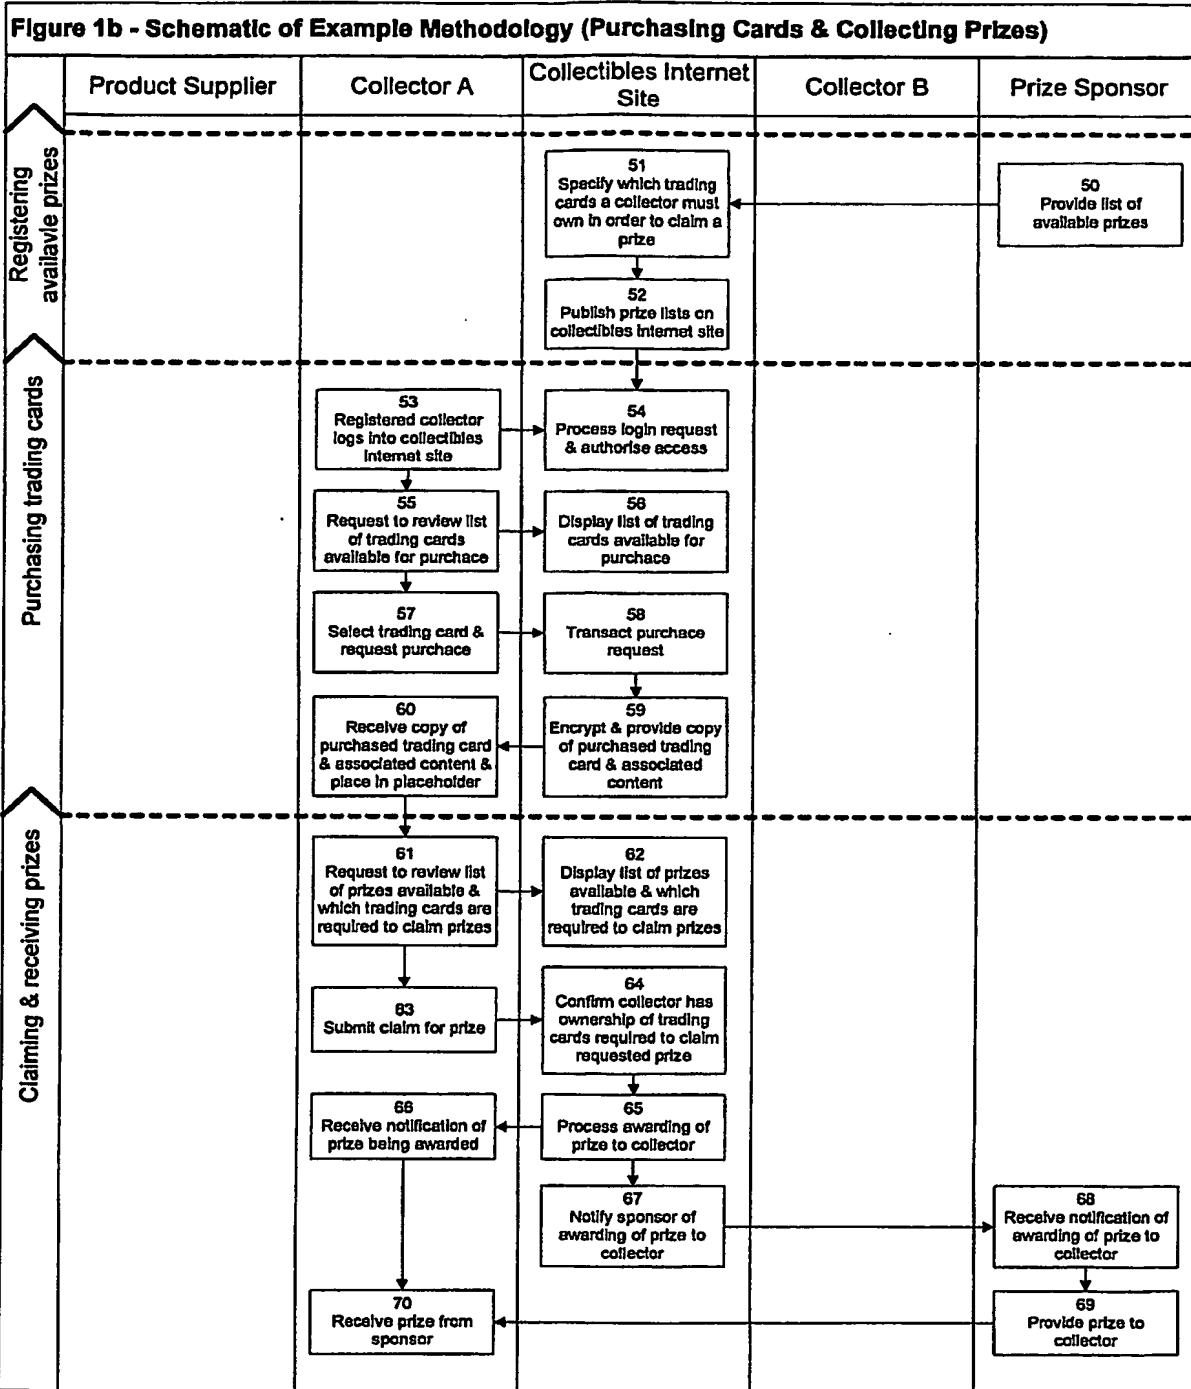 Figure 1b - Schematic of Example Methodology (Purchasing Cards & Collecting Prizes)
Product Supplier
Collector A
Collectibles Internet
Site
Collector B
Prize Sponsor
Registering
availavle prizes
51
Specify which trading
cards a collector must
own in order to claim a
prize
50
Provide list of
available prizes
52
Publish prize lists on
collectibles internet site
Purchasing trading cards
53
Registered collector
logs into collectibles
internet site
54
Process login request
& authorise access
55
Request to review list
of trading cards
available for purchace
56
Display list of trading
cards available for
purchace
57
Select trading card &
request purchace
58
Transact purchace
request
60
Receive copy of
purchased trading card
& associated content &
place in placeholder
59
Encrypt & provide copy
of purchased trading
card & associated
content
Claiming & receiving prizes
61
Request to review list
of prizes available &
which trading cards are
required to claim prizes
62
Display list of prizes
available & which
trading cards are
required to claim prizes
63
Submit claim for prize
64
Confirm collector has
ownership of trading
cards required to claim
requested prize
66
Receive notification of
prize being awarded
65
Process awarding of
prize to collector
67
Notify sponsor of
awarding of prize to
collector
68
Receive notification of
awarding of prize to
collector
70
Receive prize from
sponsor
69
Provide prize to
collector